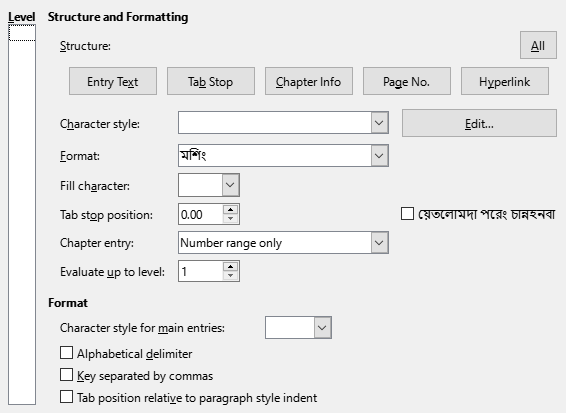 Level Structure and Formatting
Structure: All
Entry Text Tab Stop Chapter Info Page No. Hyperlink
Character style: Edit...
Format: মশিং
Fill character:
Tab stop position: 0.00 য়েতলোমদা পরেং চান্নহনবা
Chapter entry: Number range only
Evaluate up to level: 1
Format
Character style for main entries:
Alphabetical delimiter
Key separated by commas
Tab position relative to paragraph style indent